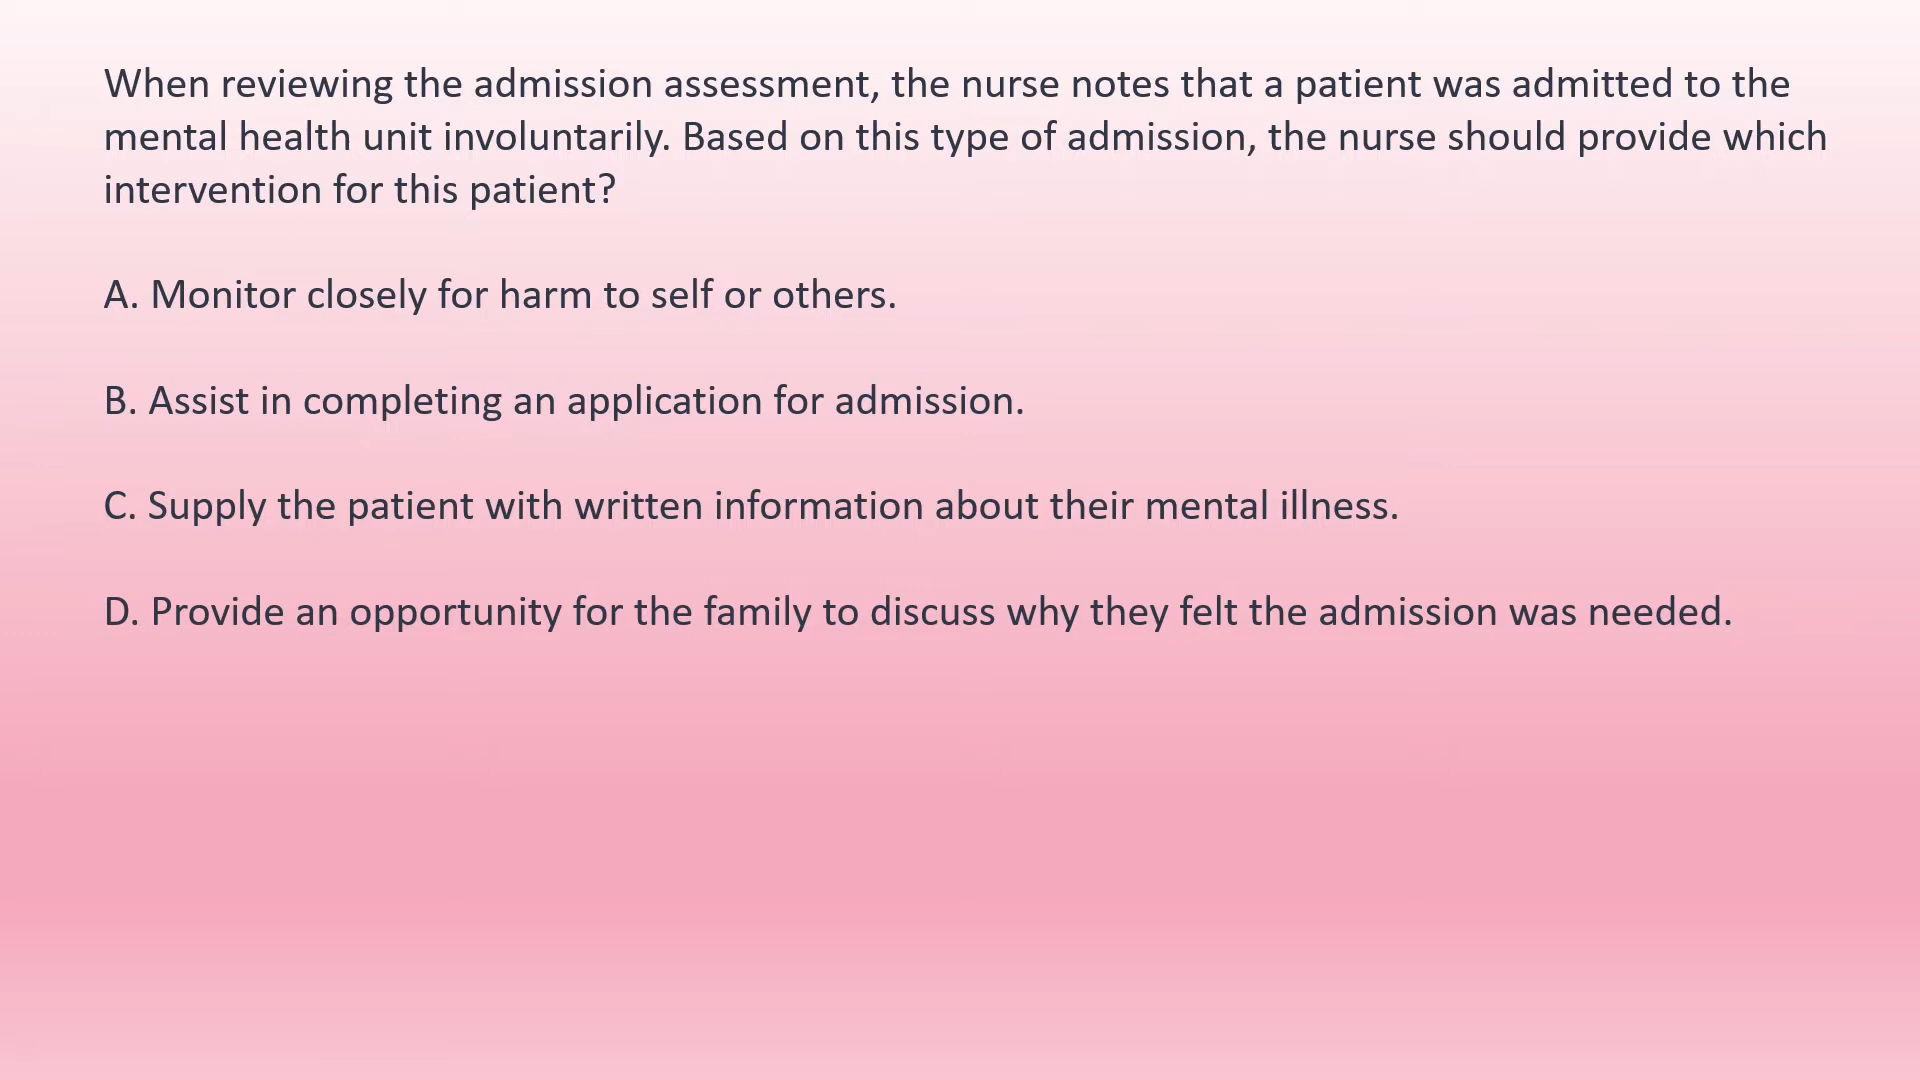 When reviewing the admission assessment, the nurse notes that a patient was admitted to the
mental health unit involuntarily. Based on this type of admission, the nurse should provide which
intervention for this patient?
A. Monitor closely for harm to self or others.
B. Assist in completing an application for admission.
C. Supply the patient with written information about their mental illness.
D. Provide an opportunity for the family to discuss why they felt the admission was needed.